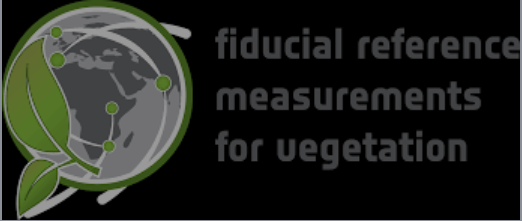 fiducial reference
measurements
for vegetation